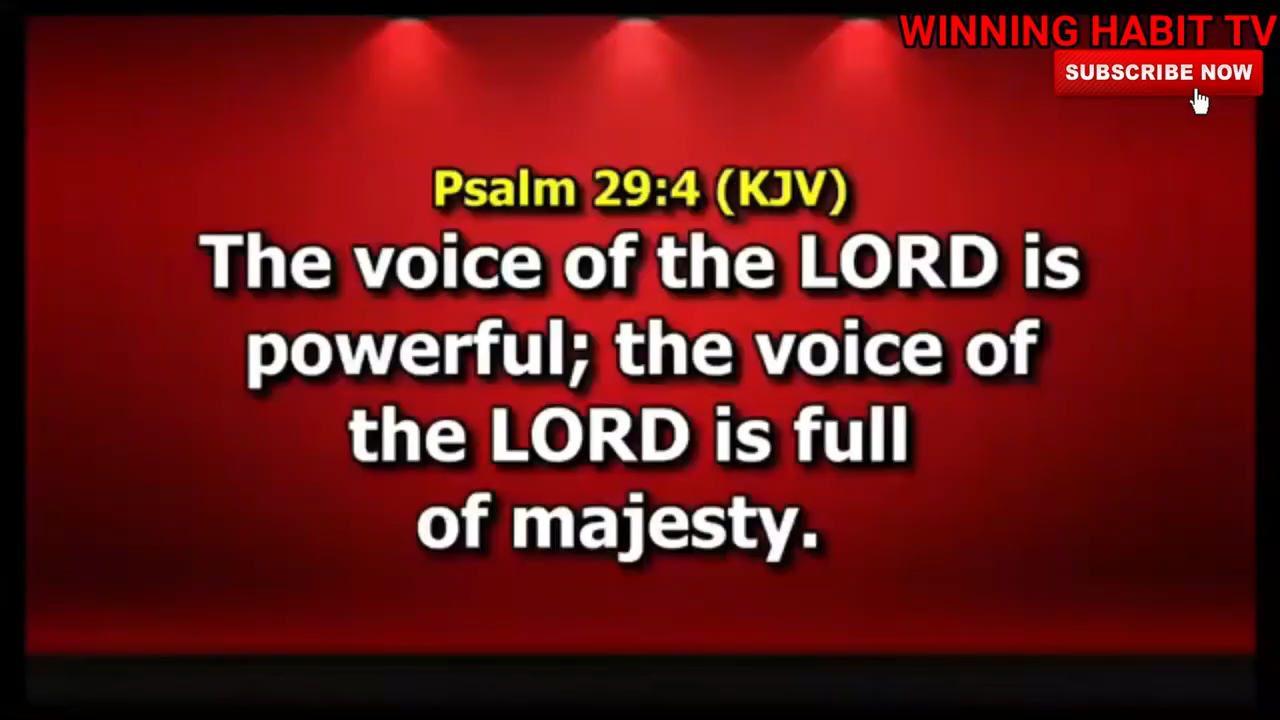 WINNING HABIT TV
SUBSCRIBE NOW
Psalm 29:4 (KJV)
The voice of the LORD is
powerful; the voice of
the LORD is full
of majesty.